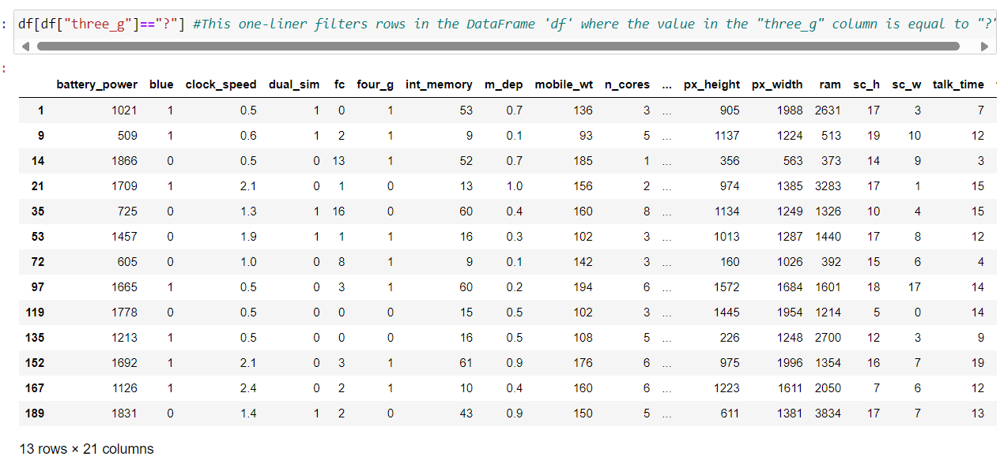 : df[df["three_g"]=="?"] #This one-liner filters rows in the DataFrame 'df' where the value in the "three_g" column is equal to "?"
:
battery_power blue clock_speed dual_sim fc four_g int_memory m_dep mobile_wt n_cores ... px_height px_width ram sc_h sc_w talk_time
1 1021 1 0.5 1 0 1 53 0.7 136 3 ... 905 1988 2631 17 3 7
9 509 1 0.6 1 2 1 9 0.1 93 5 ... 1137 1224 513 19 10 12
14 1866 0 0.5 0 13 1 52 0.7 185 1 ... 356 563 373 14 9 3
21 1709 1 2.1 0 1 0 13 1.0 156 2 ... 974 1385 3283 17 1 15
35 725 0 1.3 1 16 0 60 0.4 160 8 ... 1134 1249 1326 10 4 15
53 1457 0 1.9 1 1 1 16 0.3 102 3 ... 1013 1287 1440 17 8 12
72 605 0 1.0 0 8 1 9 0.1 142 3 ... 160 1026 392 15 6 4
97 1665 1 0.5 0 3 1 60 0.2 194 6 ... 1572 1684 1601 18 17 14
119 1778 0 0.5 0 0 0 15 0.5 102 3 ... 1445 1954 1214 5 0 14
135 1213 1 0.5 0 0 0 16 0.5 108 5 ... 226 1248 2700 12 3 9
152 1692 1 2.1 0 3 1 61 0.9 176 6 ... 975 1996 1354 16 7 19
167 1126 1 2.4 0 2 1 10 0.4 160 6 ... 1223 1611 2050 7 6 12
189 1831 0 1.4 1 2 0 43 0.9 150 5 ... 611 1381 3834 17 7 13
13 rows × 21 columns